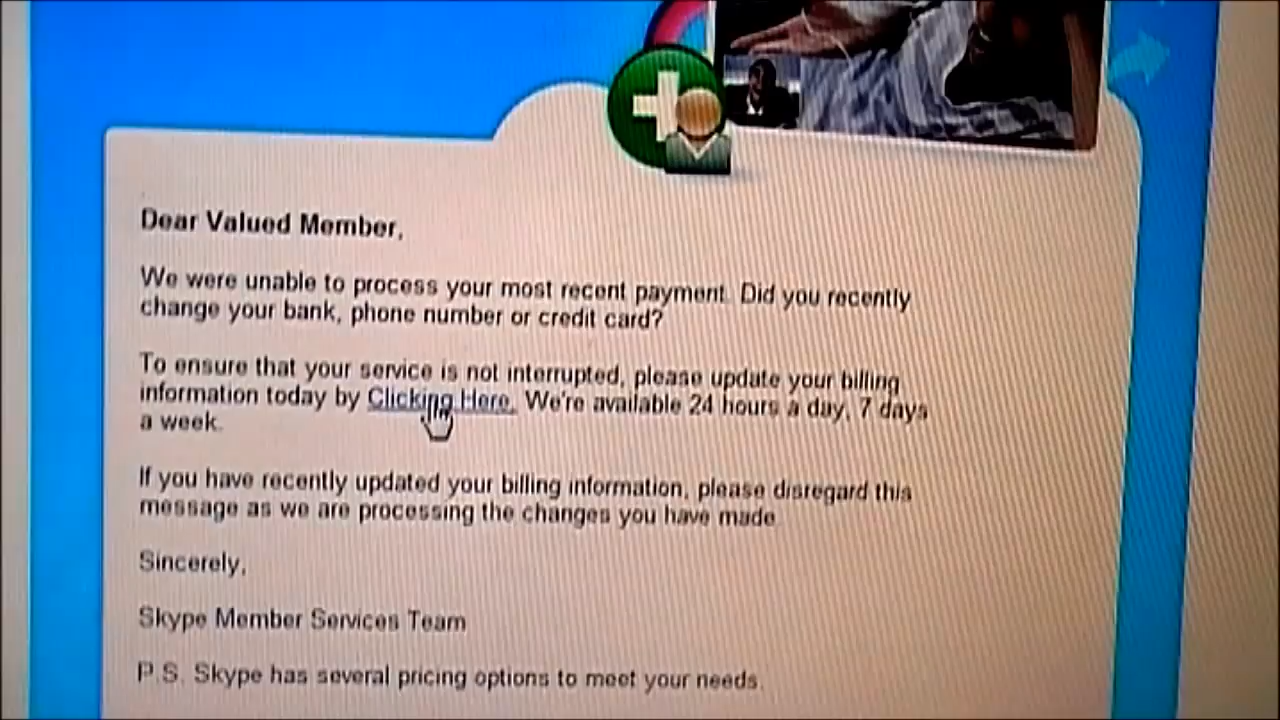 Dear Valued Member,
We were unable to process your most recent payment. Did you recently
change your bank, phone number or credit card?
To ensure that your service is not interrupted, please update your billing
information today by Clicking Here. We're available 24 hours a day, 7 days
a week.
If you have recently updated your billing information, please disregard this
message as we are processing the changes you have made.
Sincerely,
Skype Member Services Team
P.S. Skype has several pricing options to meet your needs.